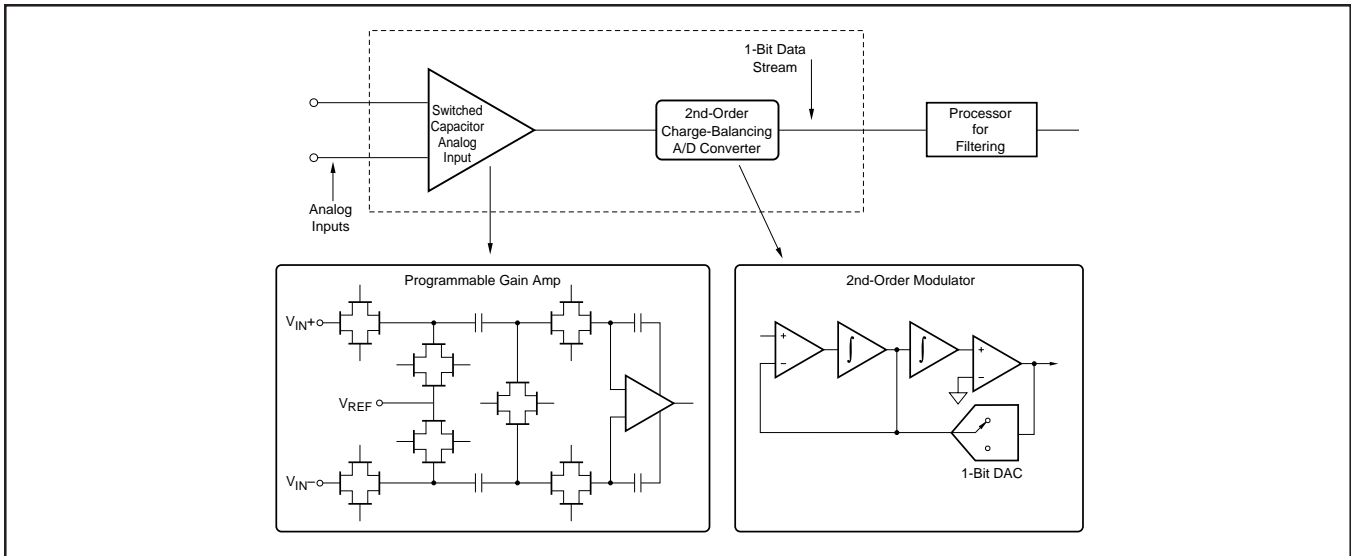 1-Bit Data
Stream
Switched
Capacitor
Analog
Input
2nd-Order
Charge-Balancing
A/D Converter
Processor
for
Filtering
Analog
Inputs
Programmable Gain Amp
VIN+
VREF
VIN–
2nd-Order Modulator
+
–
∫
∫
+
–
1-Bit DAC